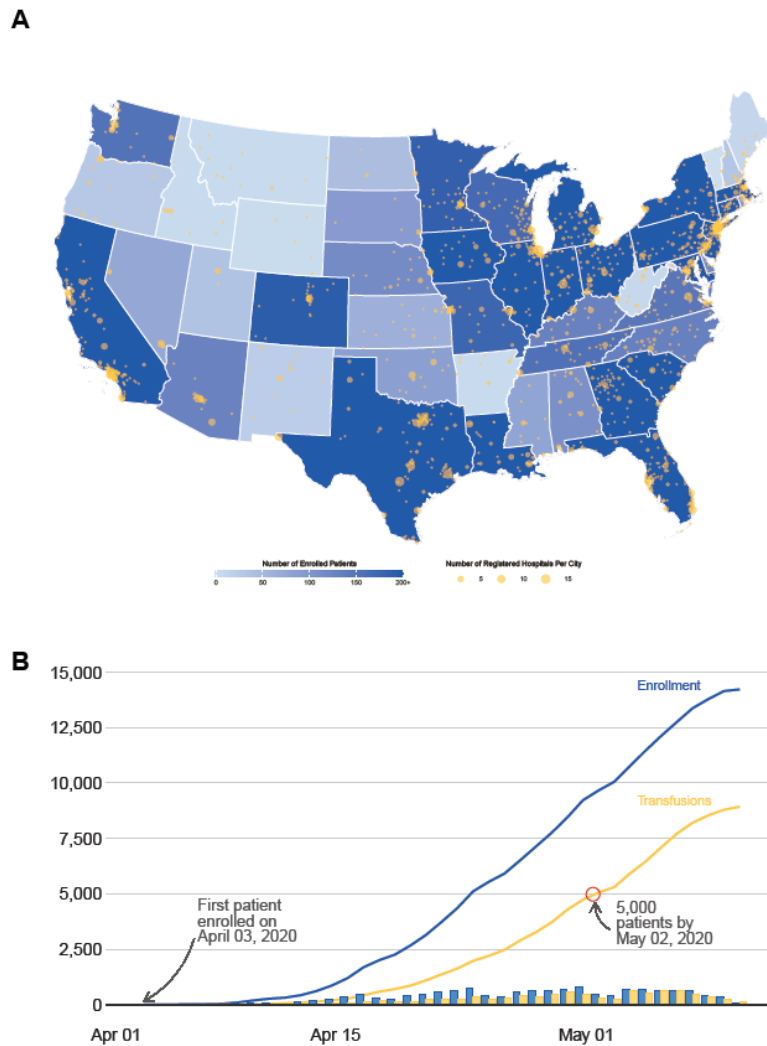 A
Number of Enrolled Patients
0 50 100 150 200+
Number of Registered Hospitals Per City
5 10 15
B
15,000
12,500
10,000
7,500
5,000
2,500
0
Enrollment
Transfusions
First patient
enrolled on
April 03, 2020
5,000
patients by
May 02, 2020
Apr 01 Apr 15 May 01